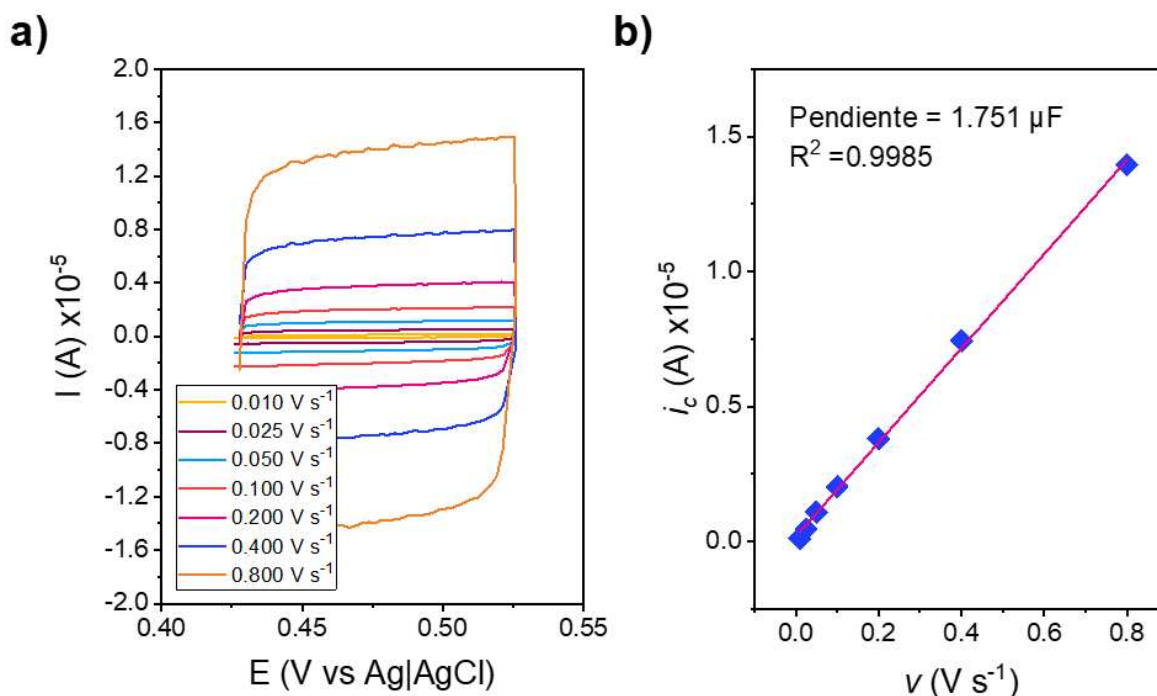 a)
2.0
1.6
1.2
0.8
0.4
0.0
-0.4
-0.8
-1.2
-1.6
-2.0
I (A) x10⁻⁵
0.010 V s⁻¹
0.025 V s⁻¹
0.050 V s⁻¹
0.100 V s⁻¹
0.200 V s⁻¹
0.400 V s⁻¹
0.800 V s⁻¹
0.40 0.45 0.50 0.55
E (V vs Ag|AgCl)
b)
Pendiente = 1.751 µF
R² =0.9985
1.5
1.0
0.5
0.0
i_c (A) x10⁻⁵
0.0 0.2 0.4 0.6 0.8
v (V s⁻¹)